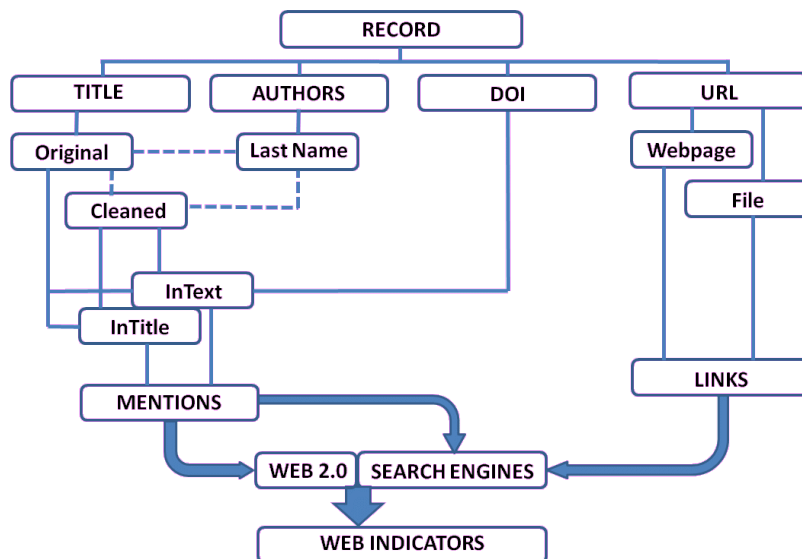 RECORD
TITLE
AUTHORS
DOI
URL
Original
Last Name
Webpage
Cleaned
File
InText
InTitle
MENTIONS
LINKS
WEB 2.0
SEARCH ENGINES
WEB INDICATORS